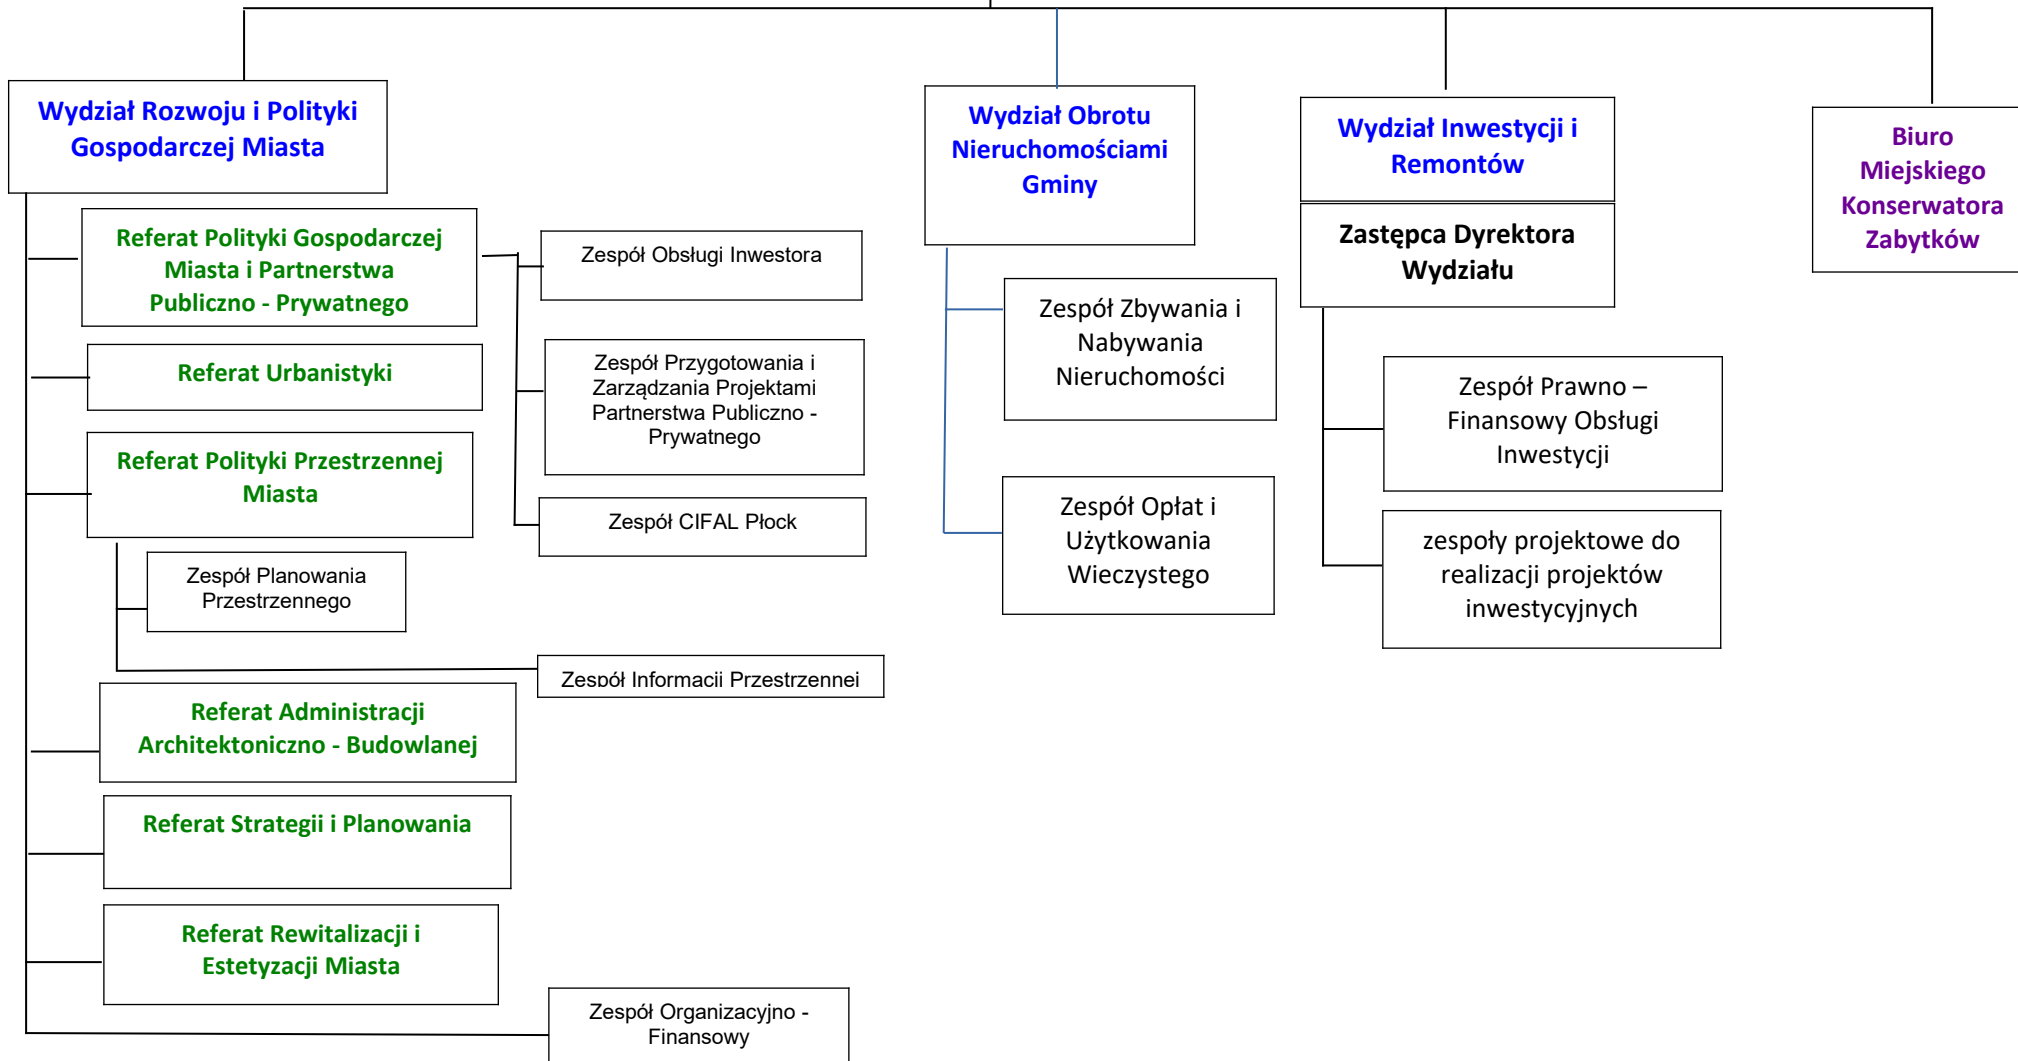 Wydział Rozwoju i Polityki
Gospodarczej Miasta
Referat Polityki Gospodarczej
Miasta i Partnerstwa
Publiczno - Prywatnego
Zespół Obsługi Inwestora
Zespół Przygotowania i
Zarządzania Projektami
Partnerstwa Publiczno -
Prywatnego
Zespół CIFAL Płock
Referat Urbanistyki
Referat Polityki Przestrzennej
Miasta
Zespół Planowania
Przestrzennego
Zespół Informacji Przestrzennej
Referat Administracji
Architektoniczno - Budowlanej
Referat Strategii i Planowania
Referat Rewitalizacji i
Estetyzacji Miasta
Zespół Organizacyjno -
Finansowy
Wydział Obrotu
Nieruchomościami
Gminy
Zespół Zbywania i
Nabywania
Nieruchomości
Zespół Opłat i
Użytkowania
Wieczystego
Wydział Inwestycji i
Remontów
Zastępca Dyrektora
Wydziału
Zespół Prawno –
Finansowy Obsługi
Inwestycji
zespoły projektowe do
realizacji projektów
inwestycyjnych
Biuro
Miejskiego
Konserwatora
Zabytków